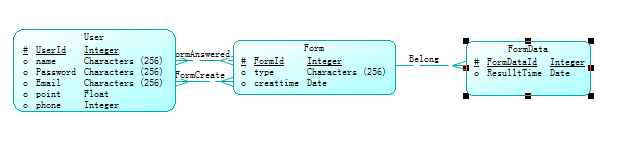 User
# UserId Integer
o name Characters (256)
o Password Characters (256)
o Email Characters (256)
o point Float
o phone Integer
ormAnswered
FormCreate
Form
# FormId Integer
o type Characters (256)
o creattime Date
Belong
FormData
# FormDataId Integer
o ResulltTime Date